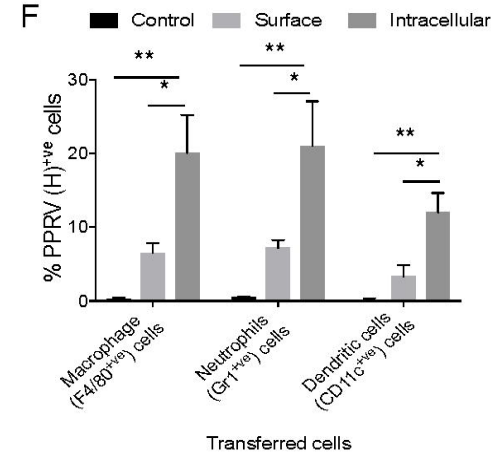 F
Control Surface Intracellular
** ** **
* * *
% PPRV (H)⁺ᵛᵉ cells
30
20
10
0
Macrophage
(F4/80⁺ᵛᵉ) cells
Neutrophils
(Gr1⁺ᵛᵉ) cells
Dendritic cells
(CD11c⁺ᵛᵉ) cells
Transferred cells